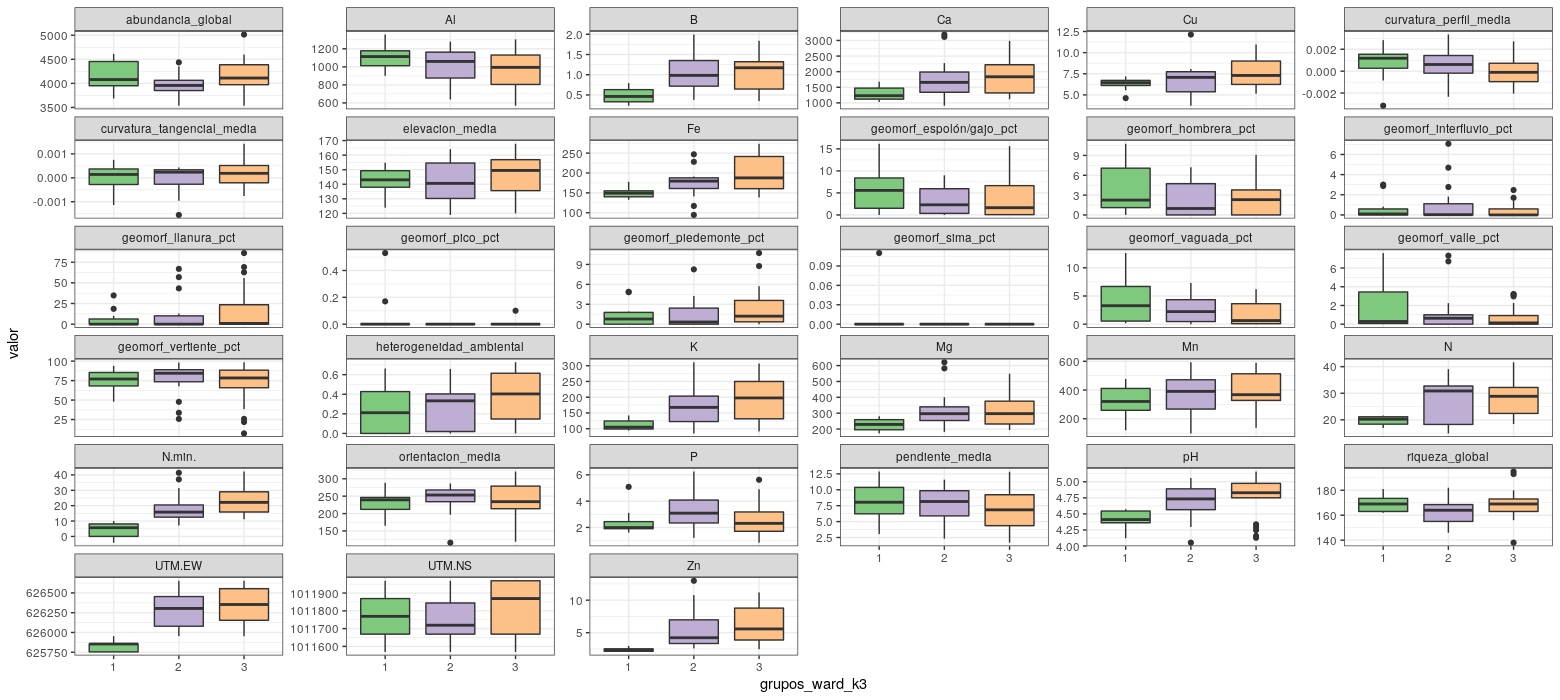 abundancia_global Al B Ca Cu curvatura_perfil_media
5000 4500 4000 3500
1200 1000 800 600
2.0 1.5 1.0 0.5
3000 2500 2000 1500 1000
12.5 10.0 7.5 5.0
0.002 0.000 -0.002
curvatura_tangencial_media elevacion_media Fe geomorf_espolón/gajo_pct geomorf_hombrera_pct geomorf_interfluvio_pct
0.001 0.000 -0.001
170 160 150 140 130 120
250 200 150 100
15 10 5 0
9 6 3 0
6 4 2 0
geomorf_llanura_pct geomorf_pico_pct geomorf_piedemonte_pct geomorf_sima_pct geomorf_vaguada_pct geomorf_valle_pct
75 50 25 0
0.4 0.2 0.0
9 6 3 0
0.09 0.06 0.03 0.00
10 5 0
6 4 2 0
valor
geomorf_vertiente_pct heterogeneidad_ambiental K Mg Mn N
100 75 50 25
0.6 0.4 0.2 0.0
300 250 200 150 100
600 500 400 300 200
600 400 200
40 30 20
N.min. orientacion_media P pendiente_media pH riqueza_global
40 30 20 10 0
300 250 200 150
6 4 2
12.5 10.0 7.5 5.0 2.5
5.00 4.75 4.50 4.25 4.00
180 160 140
1 2 3 1 2 3 1 2 3
UTM.EW UTM.NS Zn
626500 626250 626000 625750
1011900 1011800 1011700 1011600
10 5
1 2 3 1 2 3 1 2 3
grupos_ward_k3